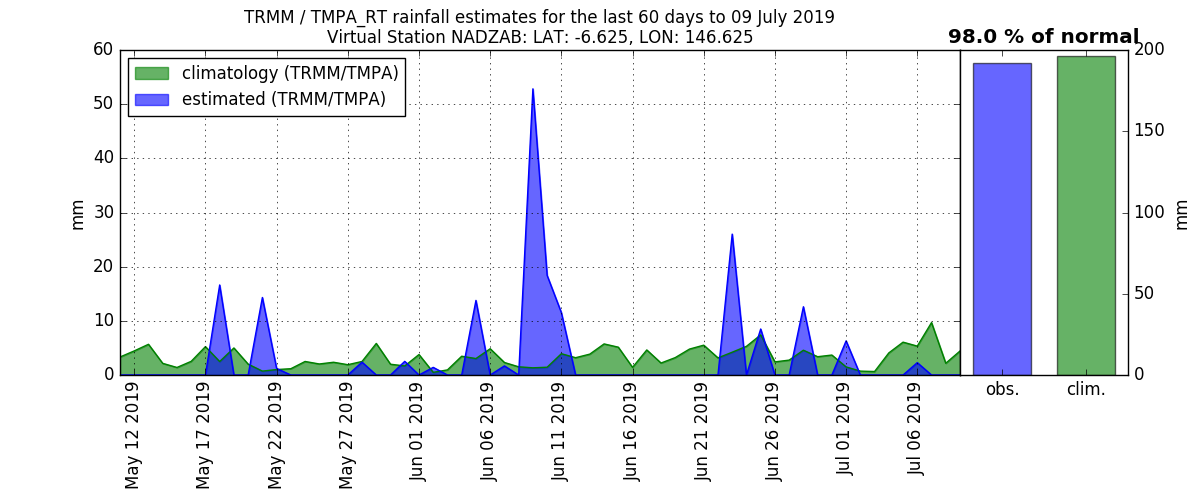 TRMM / TMPA_RT rainfall estimates for the last 60 days to 09 July 2019
Virtual Station NADZAB: LAT: -6.625, LON: 146.625
98.0 % of normal
climatology (TRMM/TMPA)
estimated (TRMM/TMPA)
60
50
40
30
20
10
0
mm
May 12 2019
May 17 2019
May 22 2019
May 27 2019
Jun 01 2019
Jun 06 2019
Jun 11 2019
Jun 16 2019
Jun 21 2019
Jun 26 2019
Jul 01 2019
Jul 06 2019
obs.
clim.
200
150
100
50
0
mm